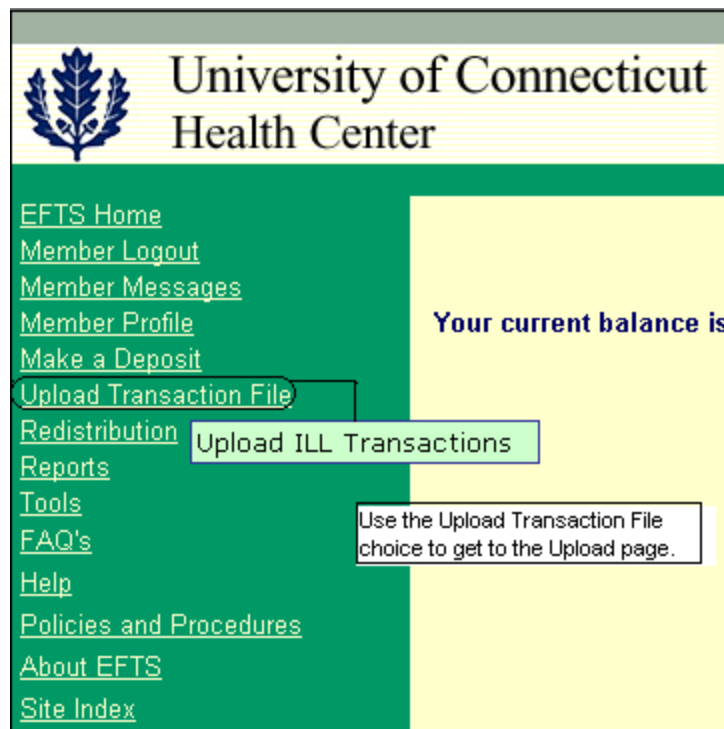 University of Connecticut
Health Center
EFTS Home
Member Logout
Member Messages
Member Profile
Make a Deposit
Upload Transaction File
Redistribution
Reports
Tools
FAQ's
Help
Policies and Procedures
About EFTS
Site Index
Your current balance is
Upload ILL Transactions
Use the Upload Transaction File
choice to get to the Upload page.